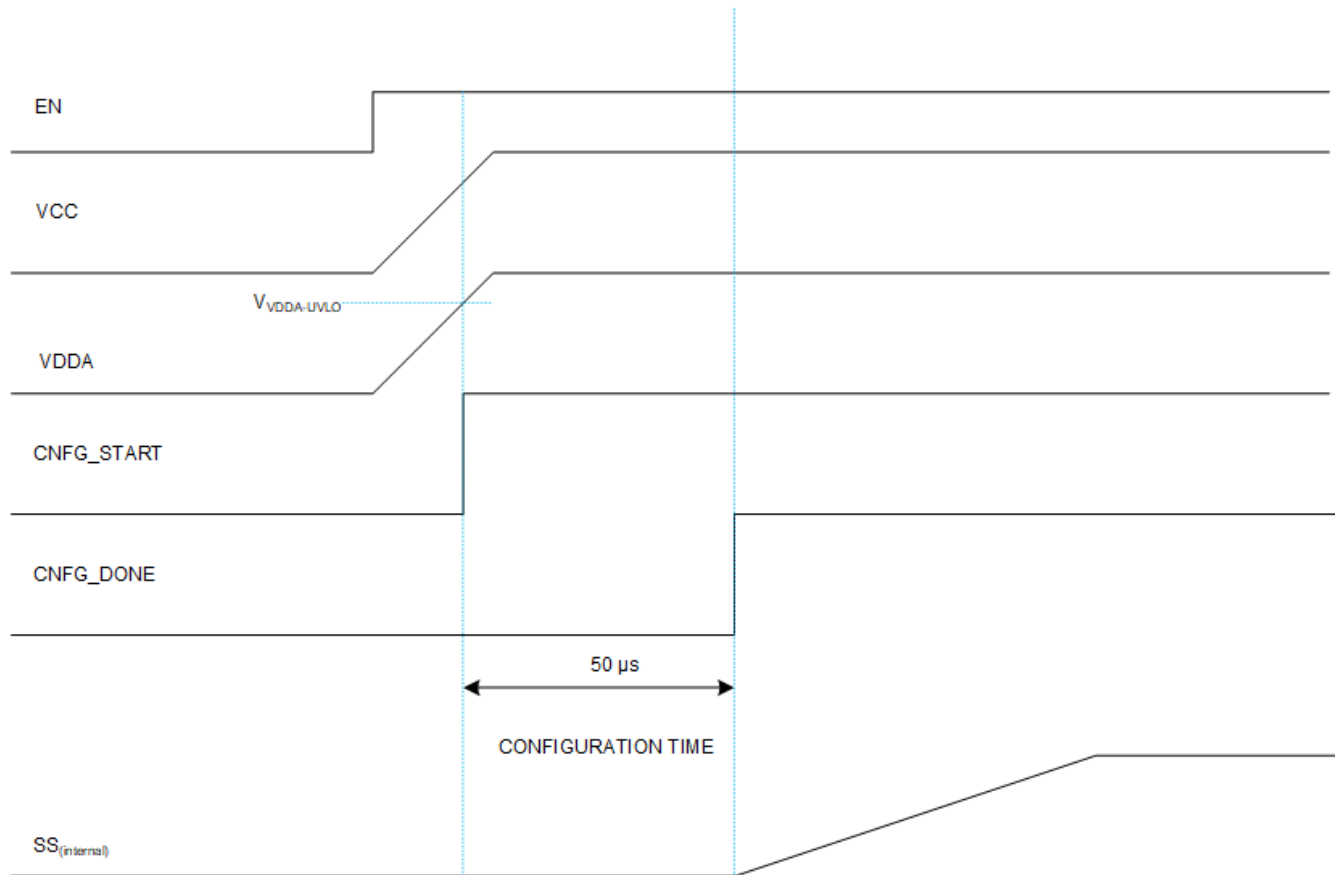 EN
VCC
VVDDA-UVLO
VDDA
CNFG_START
CNFG_DONE
50 µs
CONFIGURATION TIME
SS(internal)